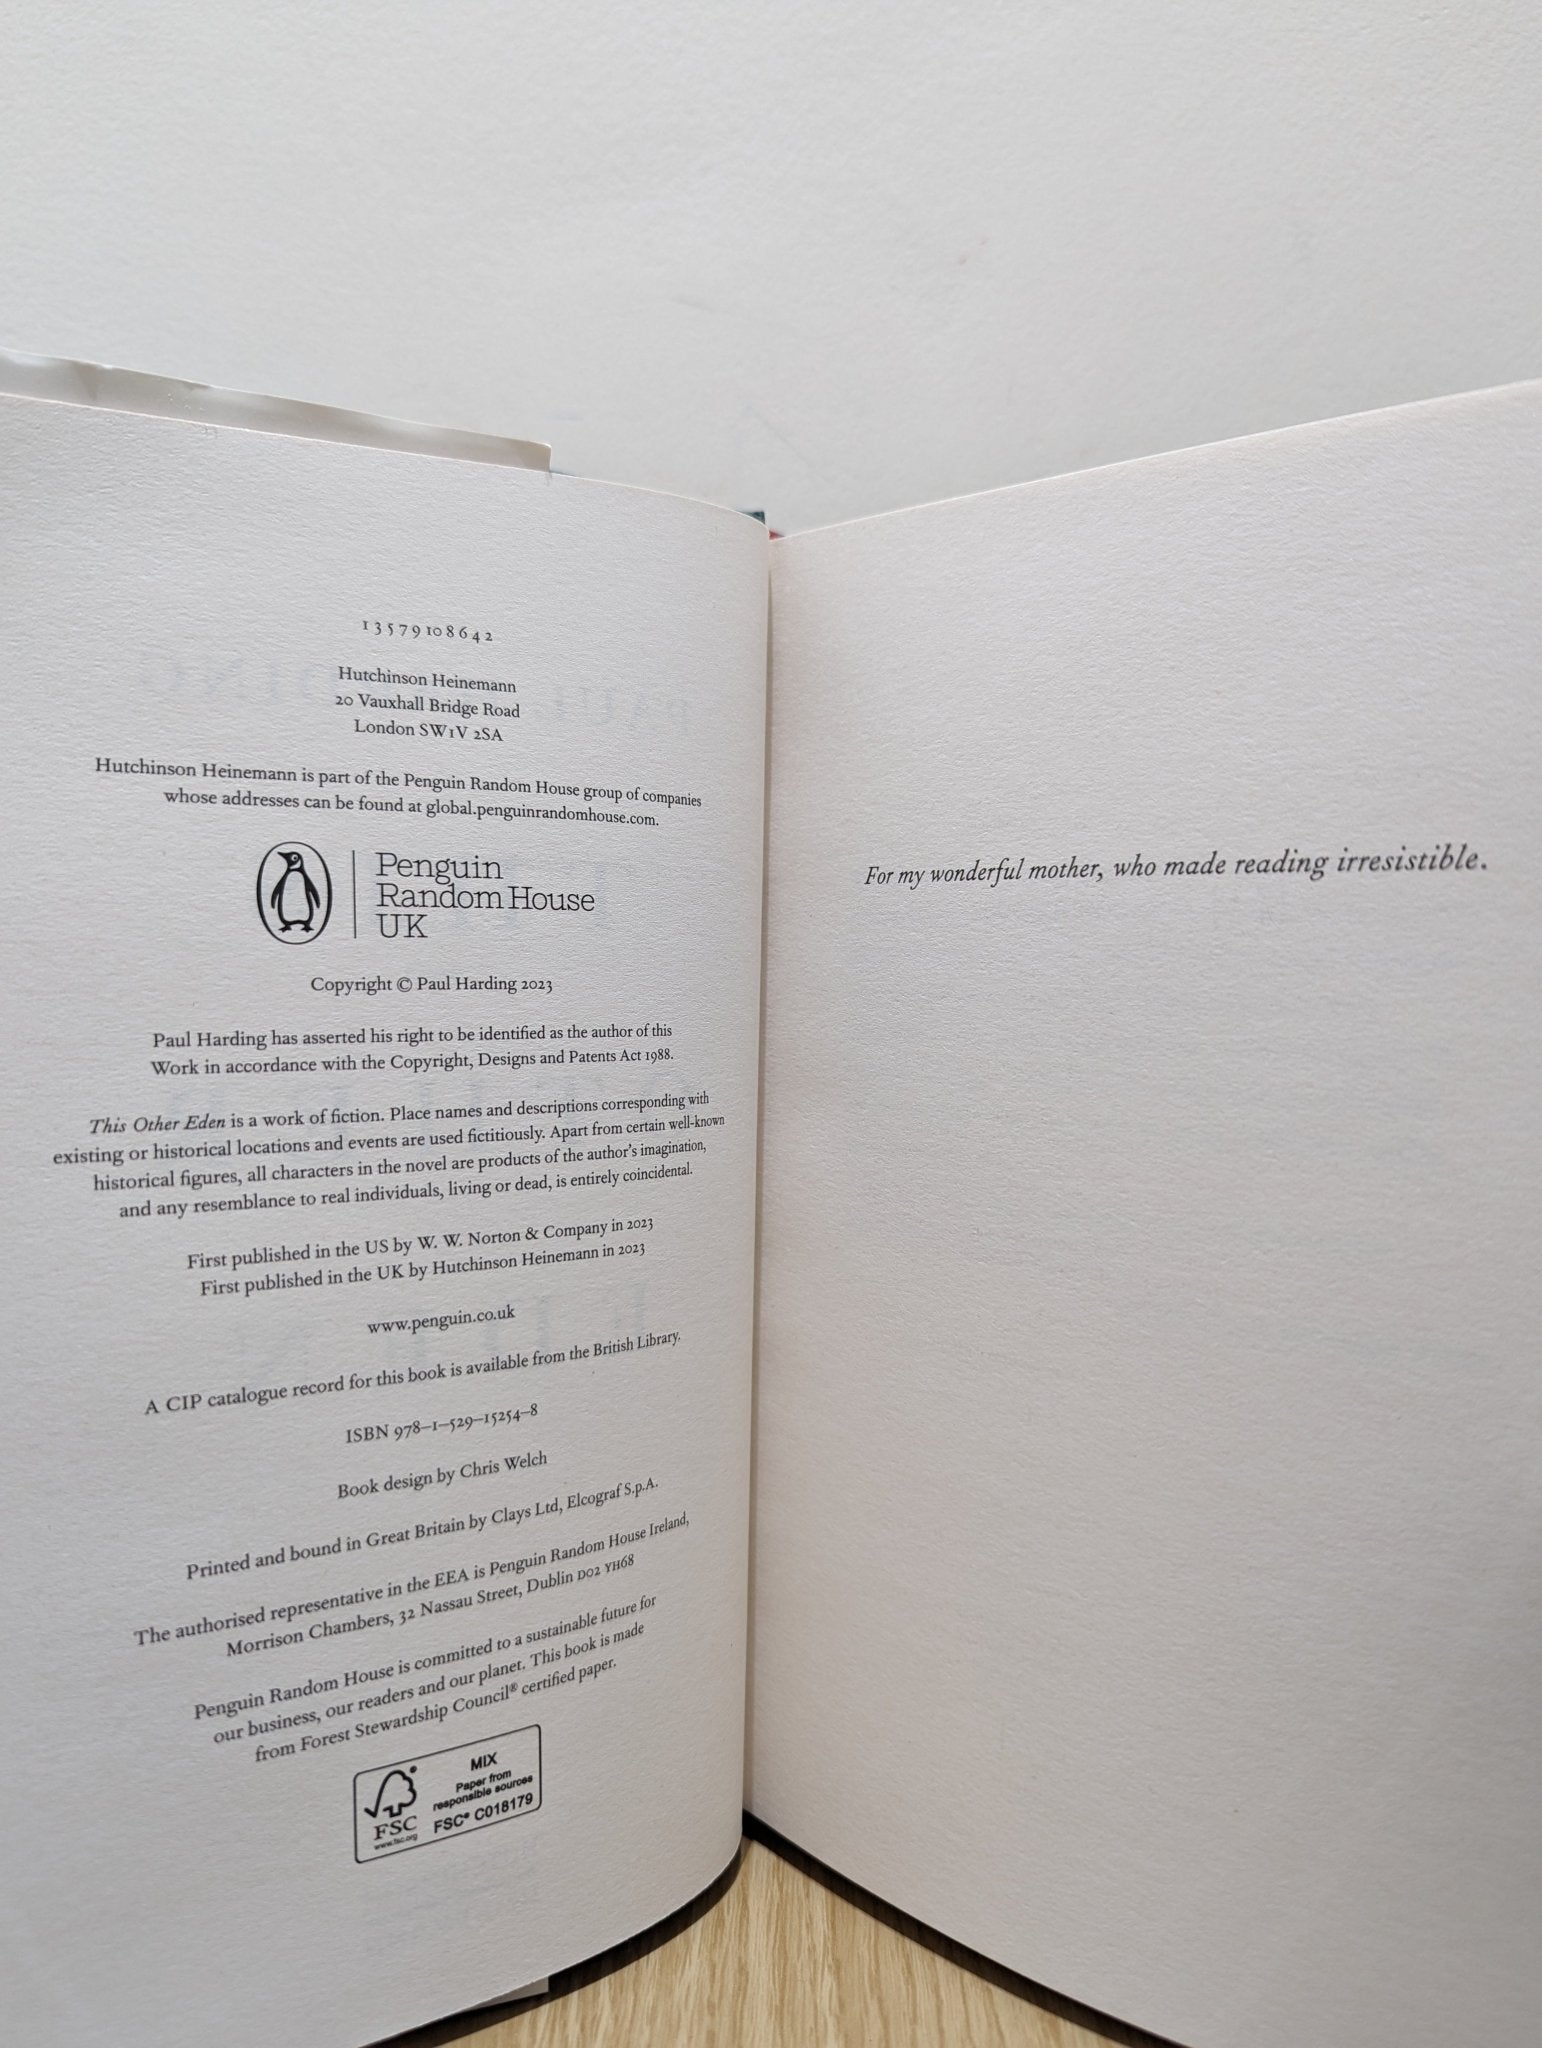 1 3 5 7 9 10 8 6 4 2
Hutchinson Heinemann
20 Vauxhall Bridge Road
London SW1V 2SA
Hutchinson Heinemann is part of the Penguin Random House group of companies
whose addresses can be found at global.penguinrandomhouse.com.
Penguin
Random House
UK
Copyright © Paul Harding 2023
Paul Harding has asserted his right to be identified as the author of this
Work in accordance with the Copyright, Designs and Patents Act 1988.
This Other Eden is a work of fiction. Place names and descriptions corresponding with
existing or historical locations and events are used fictitiously. Apart from certain well-known
historical figures, all characters in the novel are products of the author's imagination,
and any resemblance to real individuals, living or dead, is entirely coincidental.
First published in the US by W. W. Norton & Company in 2023
First published in the UK by Hutchinson Heinemann in 2023
www.penguin.co.uk
A CIP catalogue record for this book is available from the British Library.
ISBN 978–1–529–15254–8
Book design by Chris Welch
Printed and bound in Great Britain by Clays Ltd, Elcograf S.p.A.
The authorised representative in the EEA is Penguin Random House Ireland,
Morrison Chambers, 32 Nassau Street, Dublin D02 YH68
Penguin Random House is committed to a sustainable future for
our business, our readers and our planet. This book is made
from Forest Stewardship Council® certified paper.
FSC
www.fsc.org
MIX
Paper from
responsible sources
FSC® C018179
For my wonderful mother, who made reading irresistible.